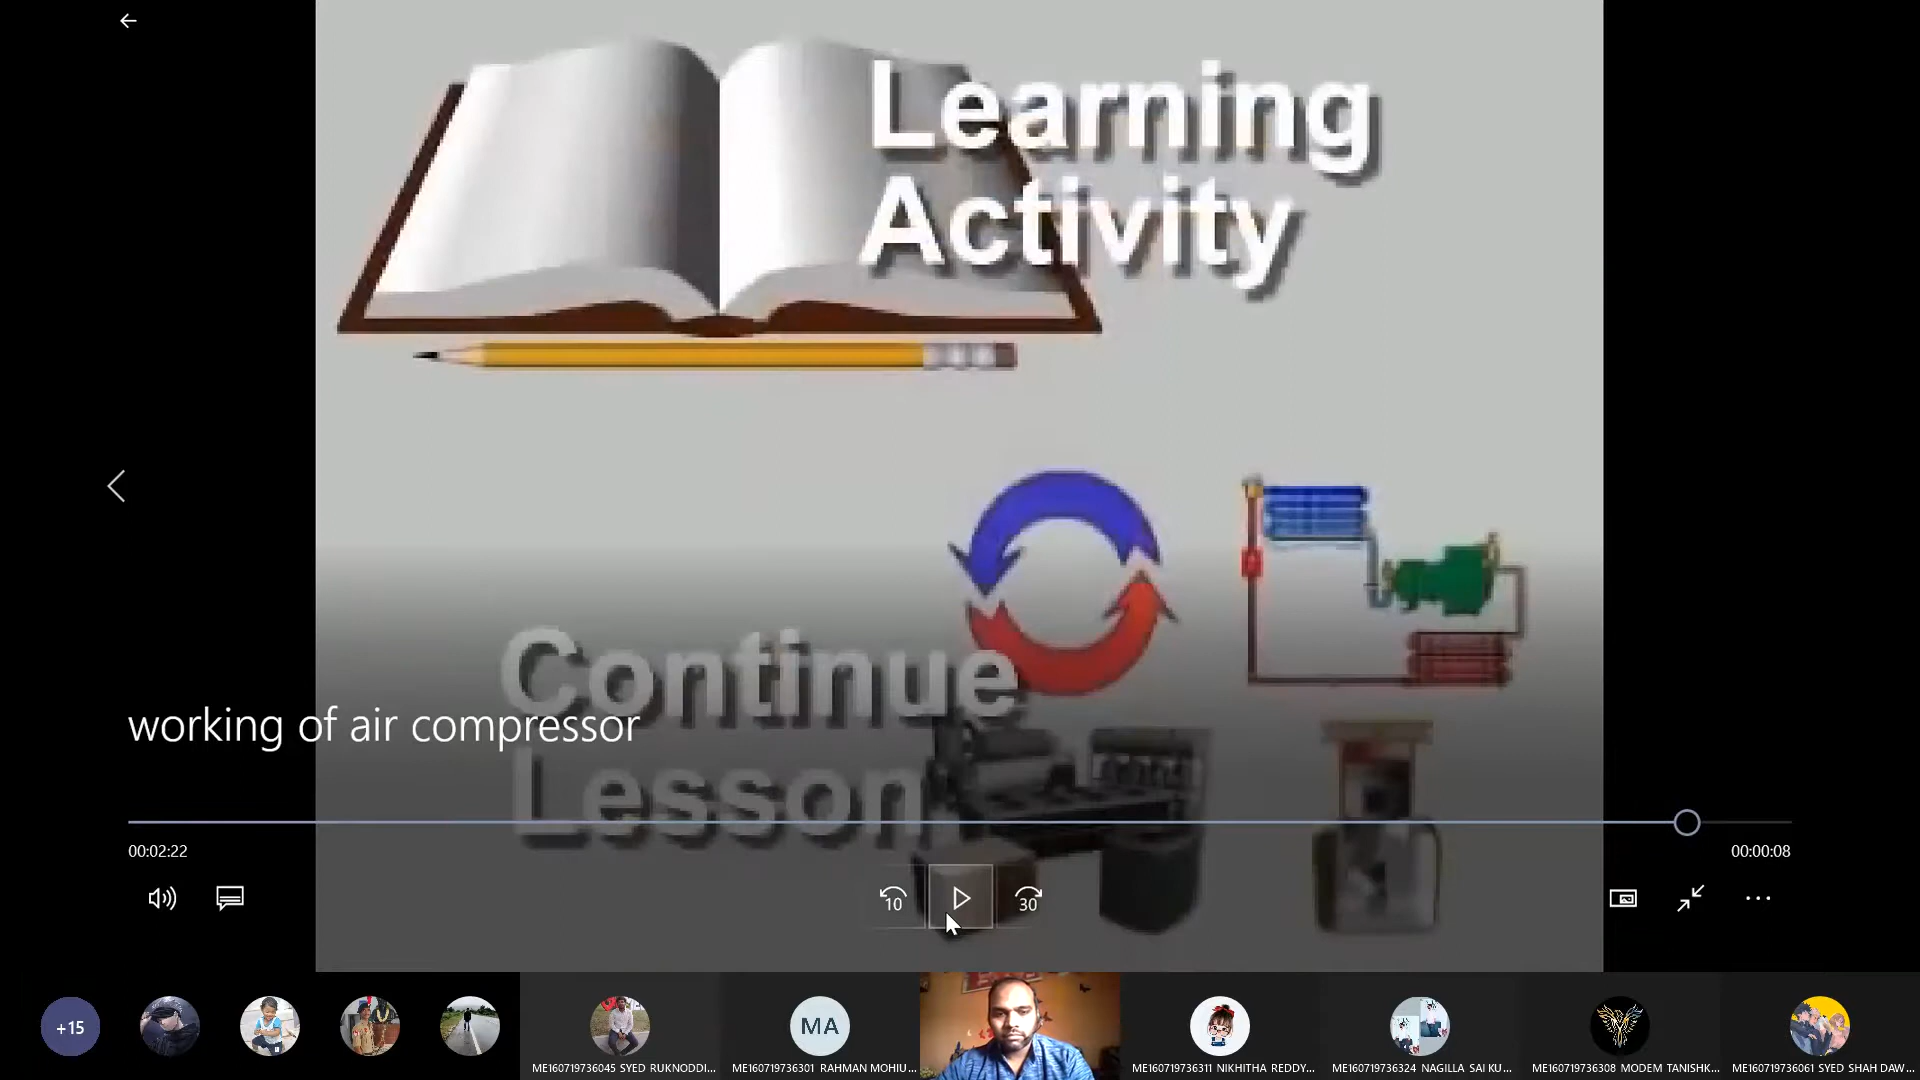 Learning
Activity
Continue
Lesson
working of air compressor
00:02:22
00:00:08
10
30
+15
MA
ME160719736045 SYED RUKNODDI...
ME160719736301 RAHMAN MOHIU...
ME160719736311 NIKHITHA REDDY...
ME160719736324 NAGILLA SAI KU...
ME160719736308 MODEM TANISHK...
ME160719736061 SYED SHAH DAW...